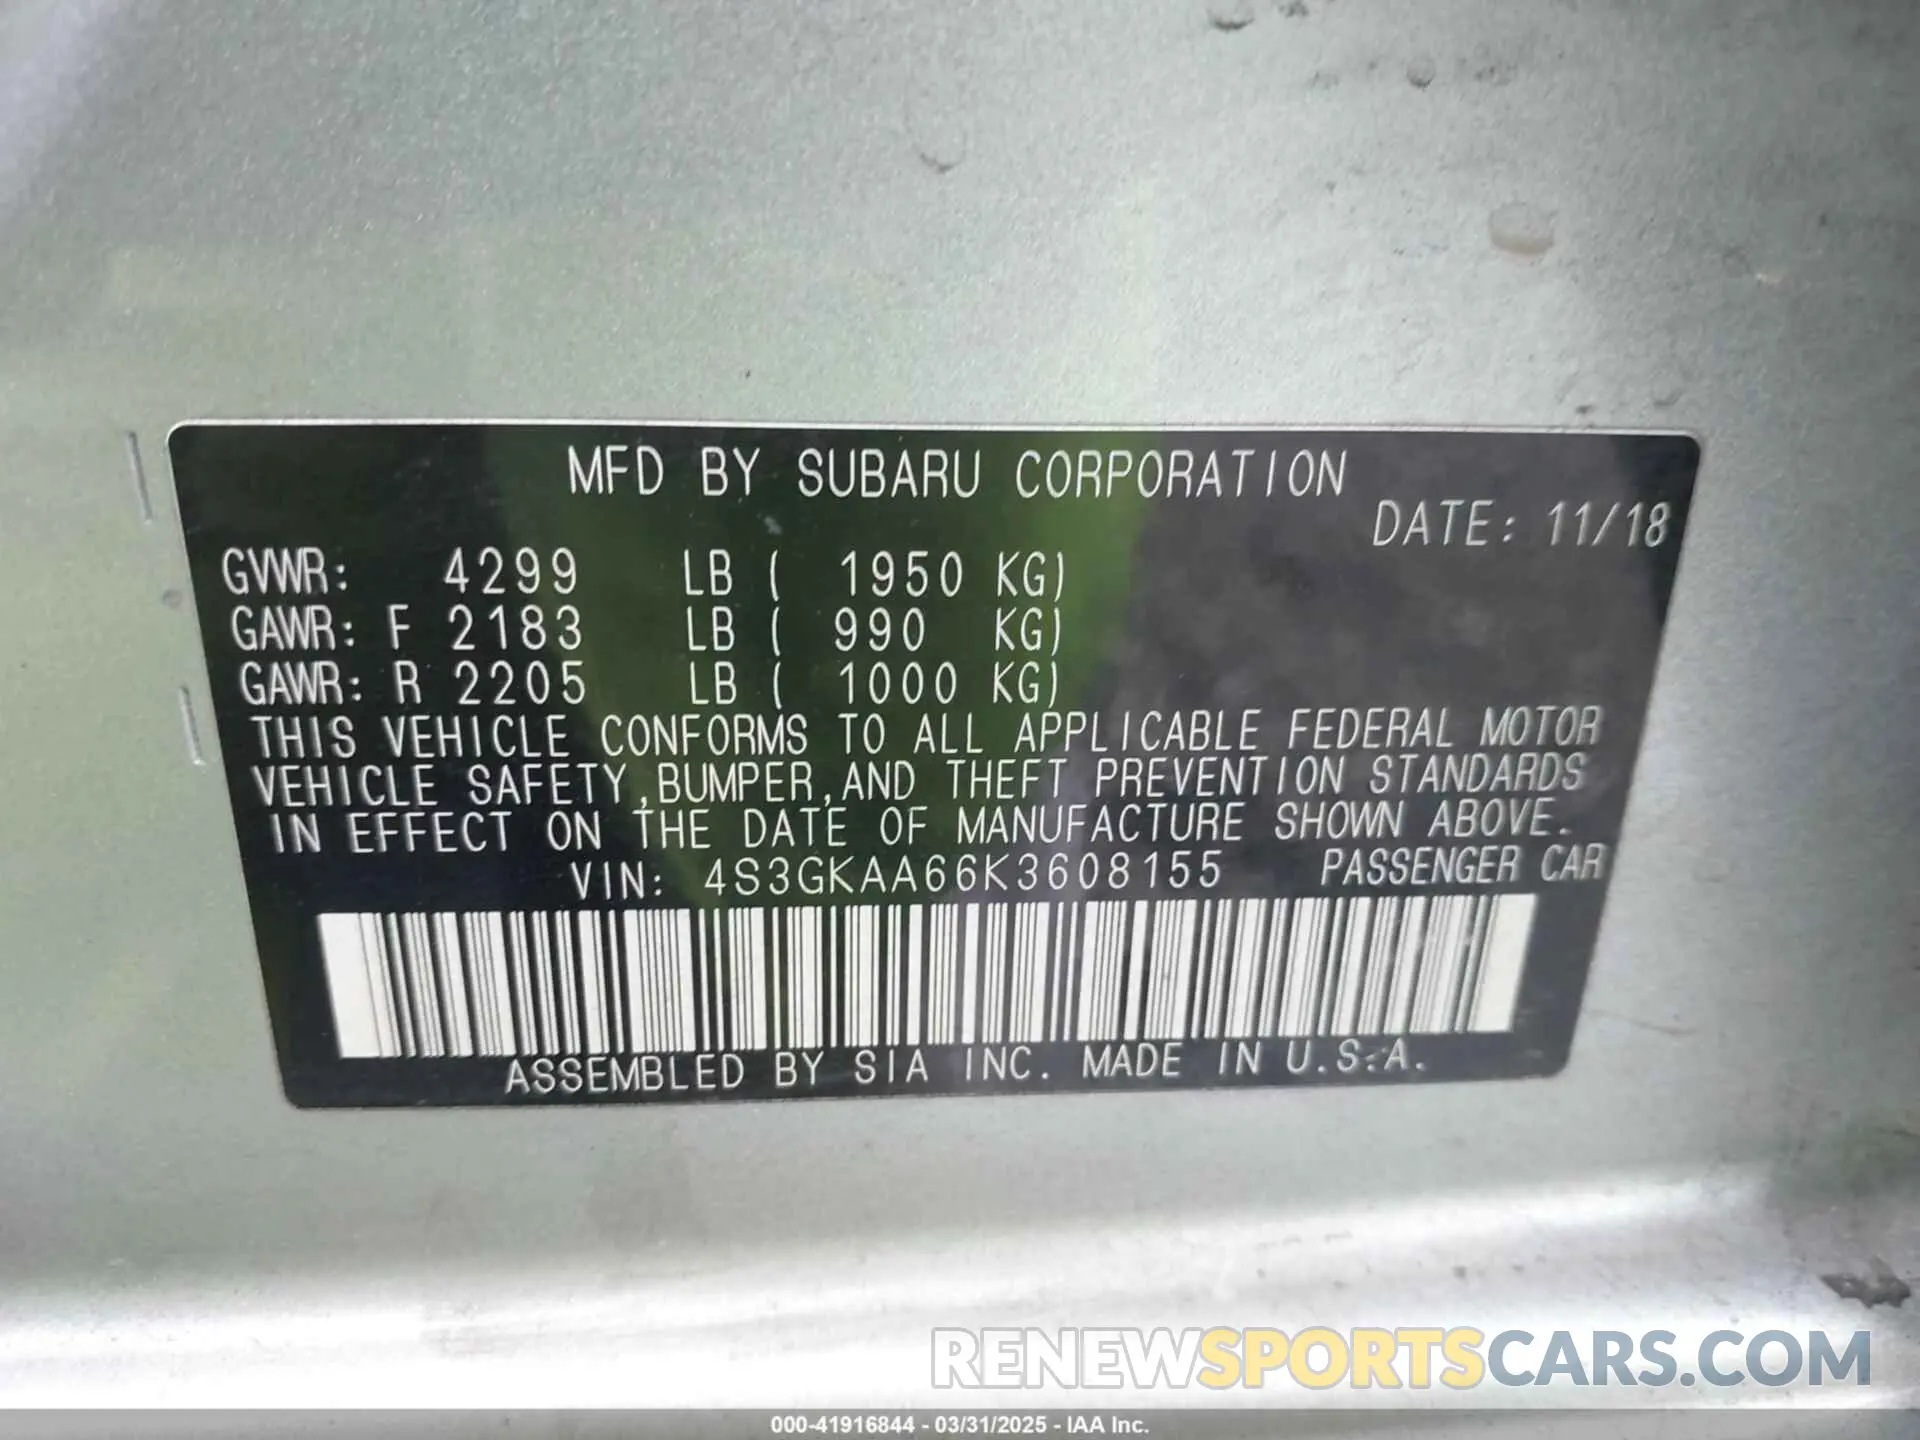 MFD BY SUBARU CORPORATION
DATE: 11/18
GVWR: 4299 LB ( 1950 KG)
GAWR: F 2183 LB ( 990 KG)
GAWR: R 2205 LB ( 1000 KG)
THIS VEHICLE CONFORMS TO ALL APPLICABLE FEDERAL MOTOR
VEHICLE SAFETY,BUMPER,AND THEFT PREVENTION STANDARDS
IN EFFECT ON THE DATE OF MANUFACTURE SHOWN ABOVE.
VIN: 4S3GKAA66K3608155 PASSENGER CAR
ASSEMBLED BY SIA INC. MADE IN U.S.A.
RENEWSPORTSCARS.COM
000-41916844 - 03/31/2025 - IAA Inc.